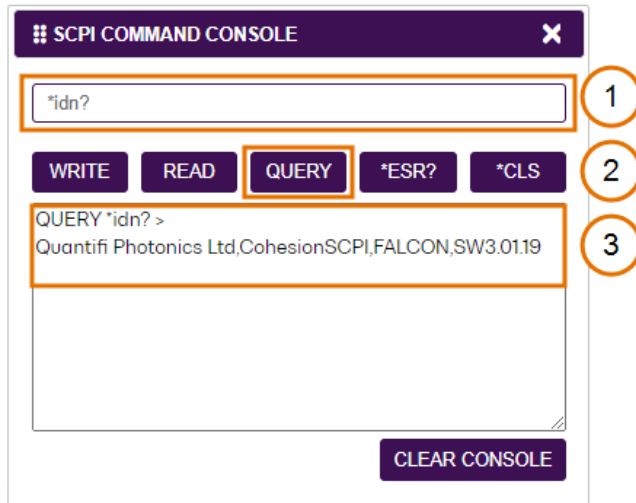 SCPI COMMAND CONSOLE
*idn?
1
WRITE READ QUERY *ESR? *CLS
2
QUERY *idn? >
Quantifi Photonics Ltd,CohesionSCPI,FALCON,SW3.01.19
3
CLEAR CONSOLE